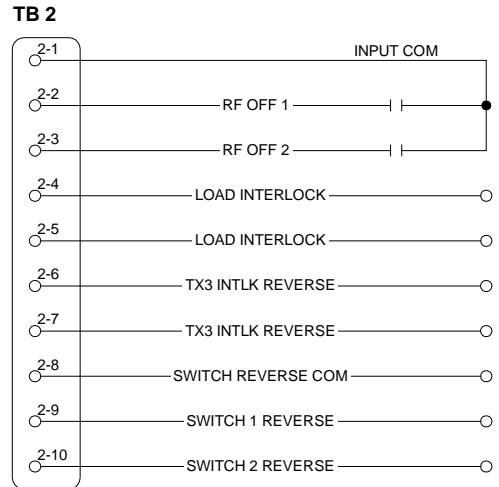 TB 2
2-1 INPUT COM
2-2 RF OFF 1
2-3 RF OFF 2
2-4 LOAD INTERLOCK
2-5 LOAD INTERLOCK
2-6 TX3 INTLK REVERSE
2-7 TX3 INTLK REVERSE
2-8 SWITCH REVERSE COM
2-9 SWITCH 1 REVERSE
2-10 SWITCH 2 REVERSE